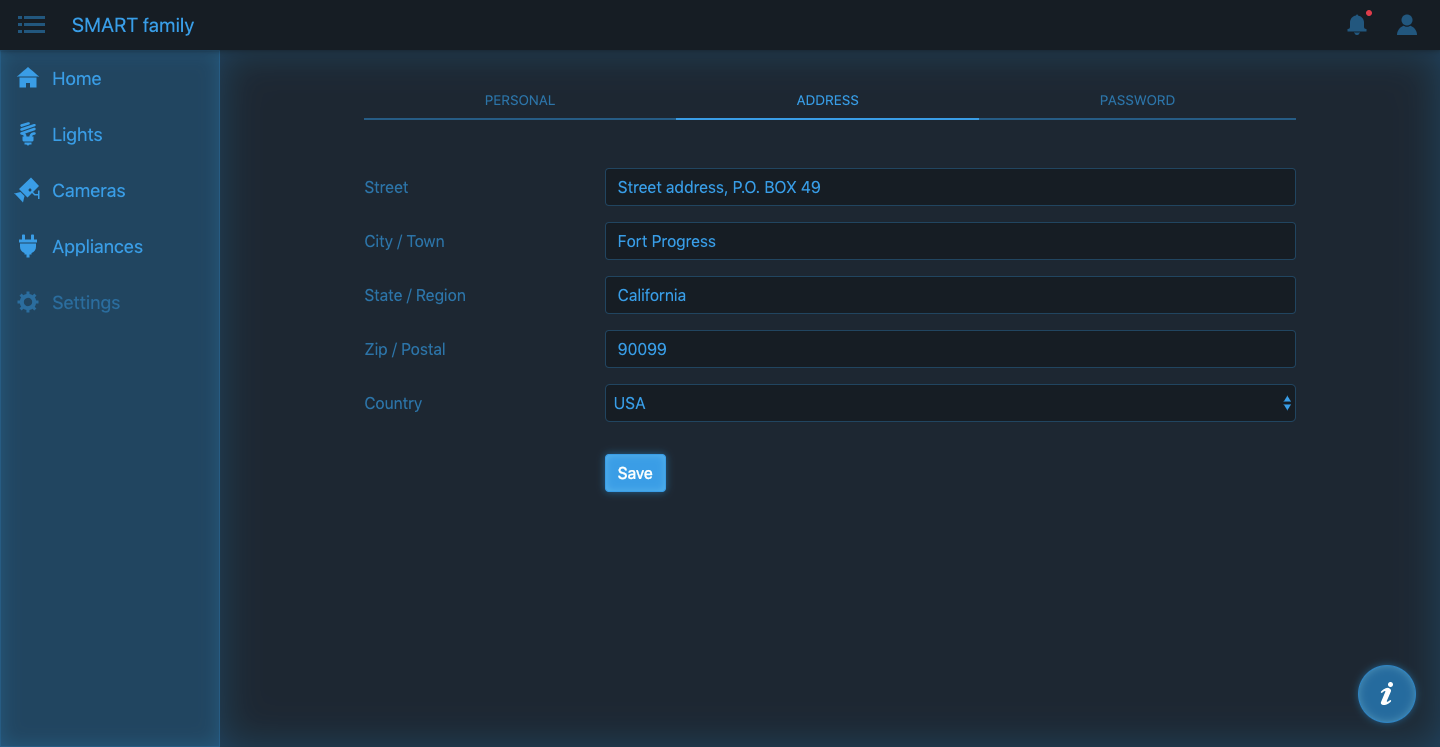 SMART family
Home
Lights
Cameras
Appliances
Settings
PERSONAL ADDRESS PASSWORD
Street Street address, P.O. BOX 49
City / Town Fort Progress
State / Region California
Zip / Postal 90099
Country USA
Save
i